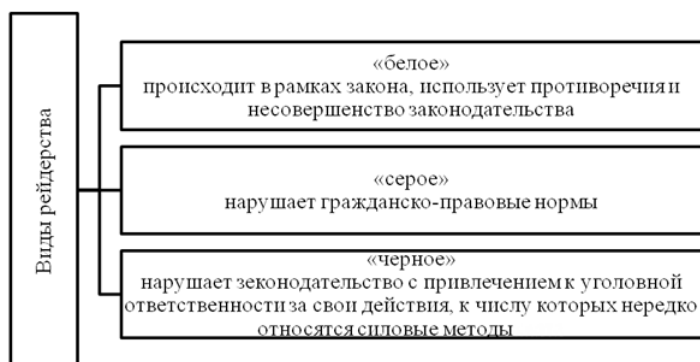 Виды рейдерства
«белое»
происходит в рамках закона, использует противоречия и
несовершенство законодательства
«серое»
нарушает гражданско-правовые нормы
«черное»
нарушает зеконодательство с привлечением к уголовной
ответственности за свои действия, к числу которых нередко
относятся силовые методы